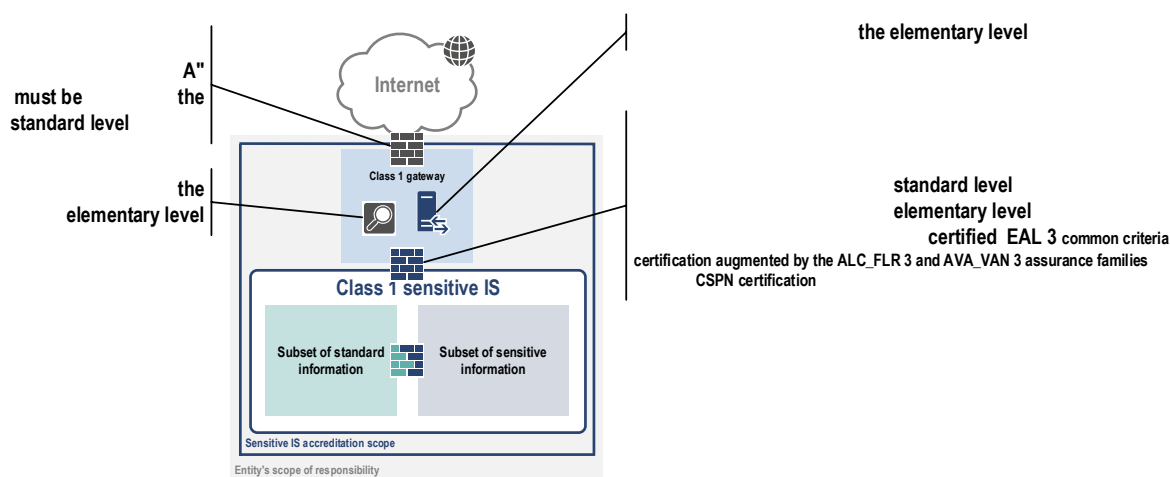 A"
must be the
standard level
the
elementary level
Internet
Class 1 gateway
Class 1 sensitive IS
Subset of standard
information
Subset of sensitive
information
Sensitive IS accreditation scope
Entity's scope of responsibility
the elementary level
standard level
elementary level
certified EAL 3 common criteria
certification augmented by the ALC_FLR 3 and AVA_VAN 3 assurance families
CSPN certification